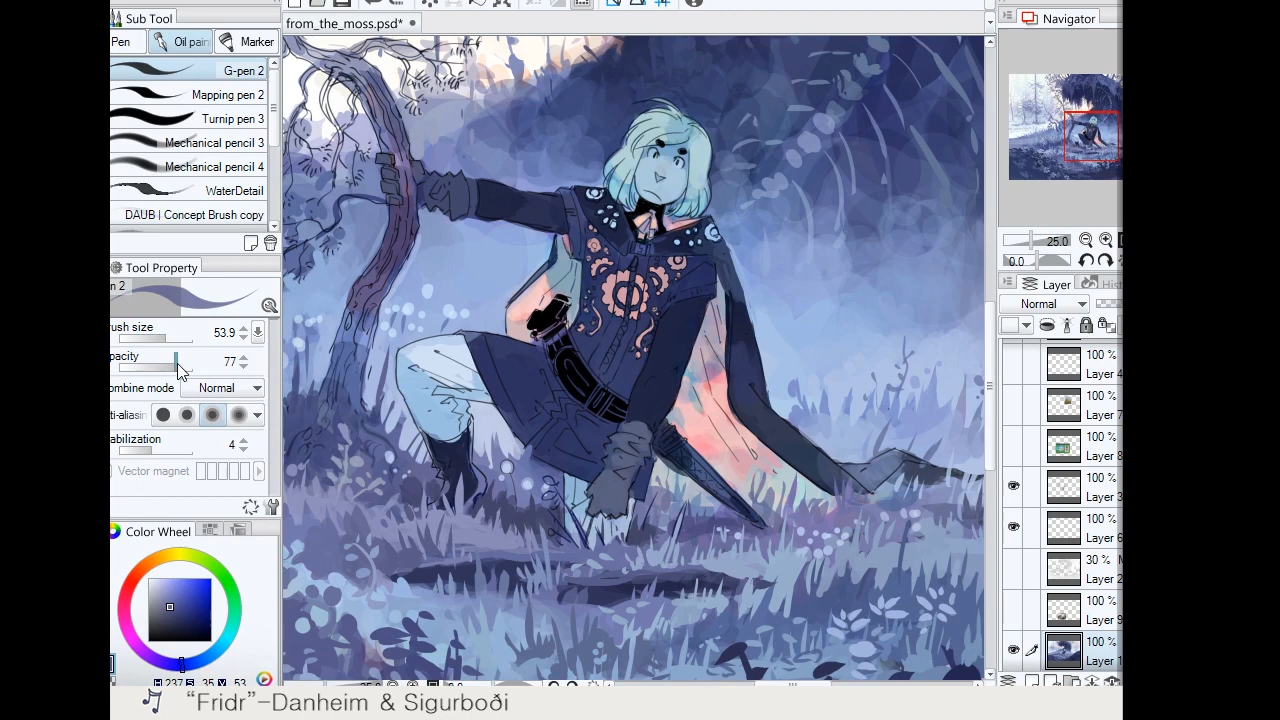 Sub Tool
Pen
Oil pain
Marker
G-pen 2
Mapping pen 2
Turnip pen 3
Mechanical pencil 3
Mechanical pencil 4
WaterDetail
DAUB | Concept Brush copy
Tool Property
n 2
rush size 53.9
pacity 77
ombine mode Normal
ti-aliasin
abilization 4
Vector magnet
Color Wheel
H 237 S 35 V 53
from_the_moss.psd*
Navigator
25.0
0.0
Layer
Hist
Normal
100 %
Layer 4
100 %
Layer 7
100 %
Layer 8
100 %
Layer 3
100 %
Layer 6
30 %
Layer 2
100 %
Layer 9
100 %
Layer 1
“Fridr”-Danheim & Sigurboði